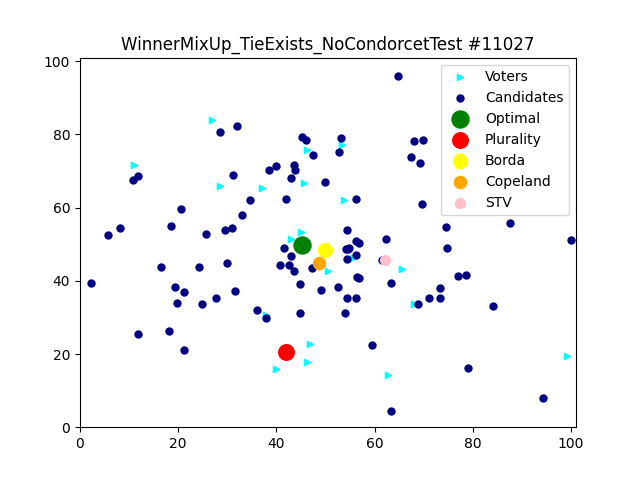 WinnerMixUp_TieExists_NoCondorcetTest #11027
100
80
60
40
20
0
0
20
40
60
80
100
Voters
Candidates
Optimal
Plurality
Borda
Copeland
STV